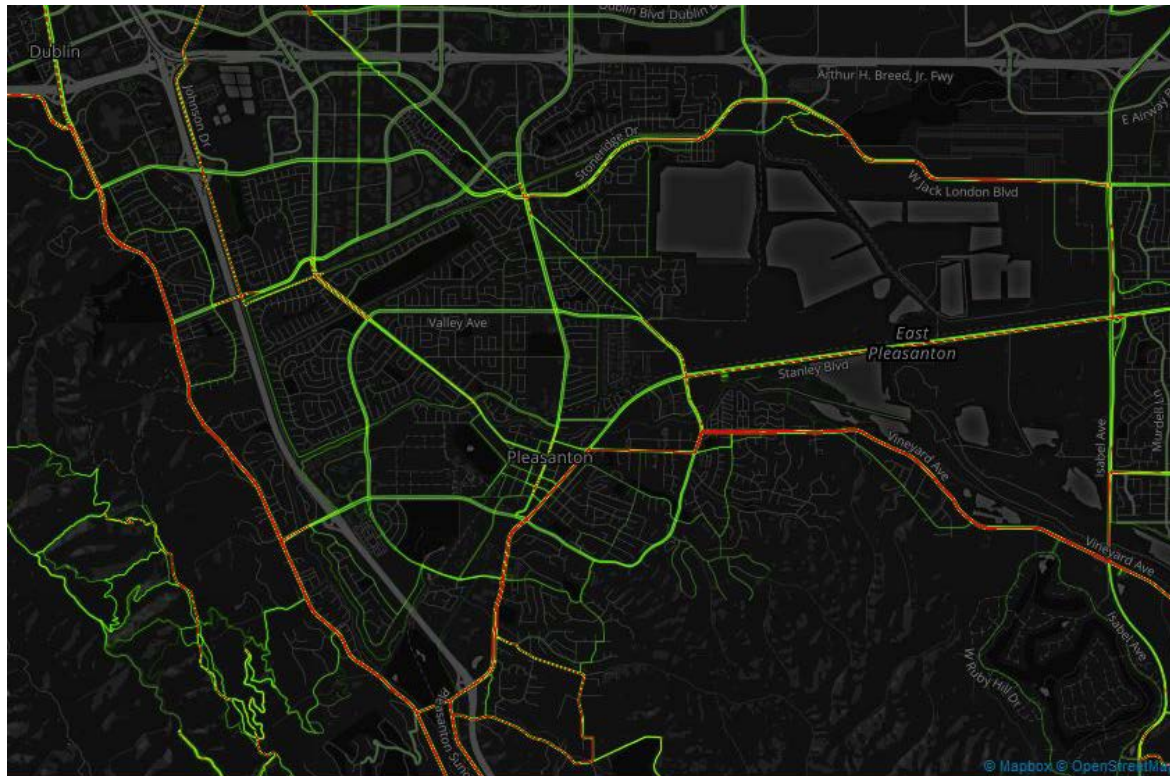 Dublin Blvd Dublin
Dublin
Arthur H. Breed, Jr. Fwy
Johnson Dr
E Airway
Stoneridge Dr
W Jack London Blvd
Valley Ave
East
Pleasanton
Stanley Blvd
Murdell Ln
Isabel Ave
Vineyard Ave
Pleasanton
Vineyard Ave
Isabel Ave
W Ruby Hill Dr
Pleasanton Suno
© Mapbox © OpenStreetMa